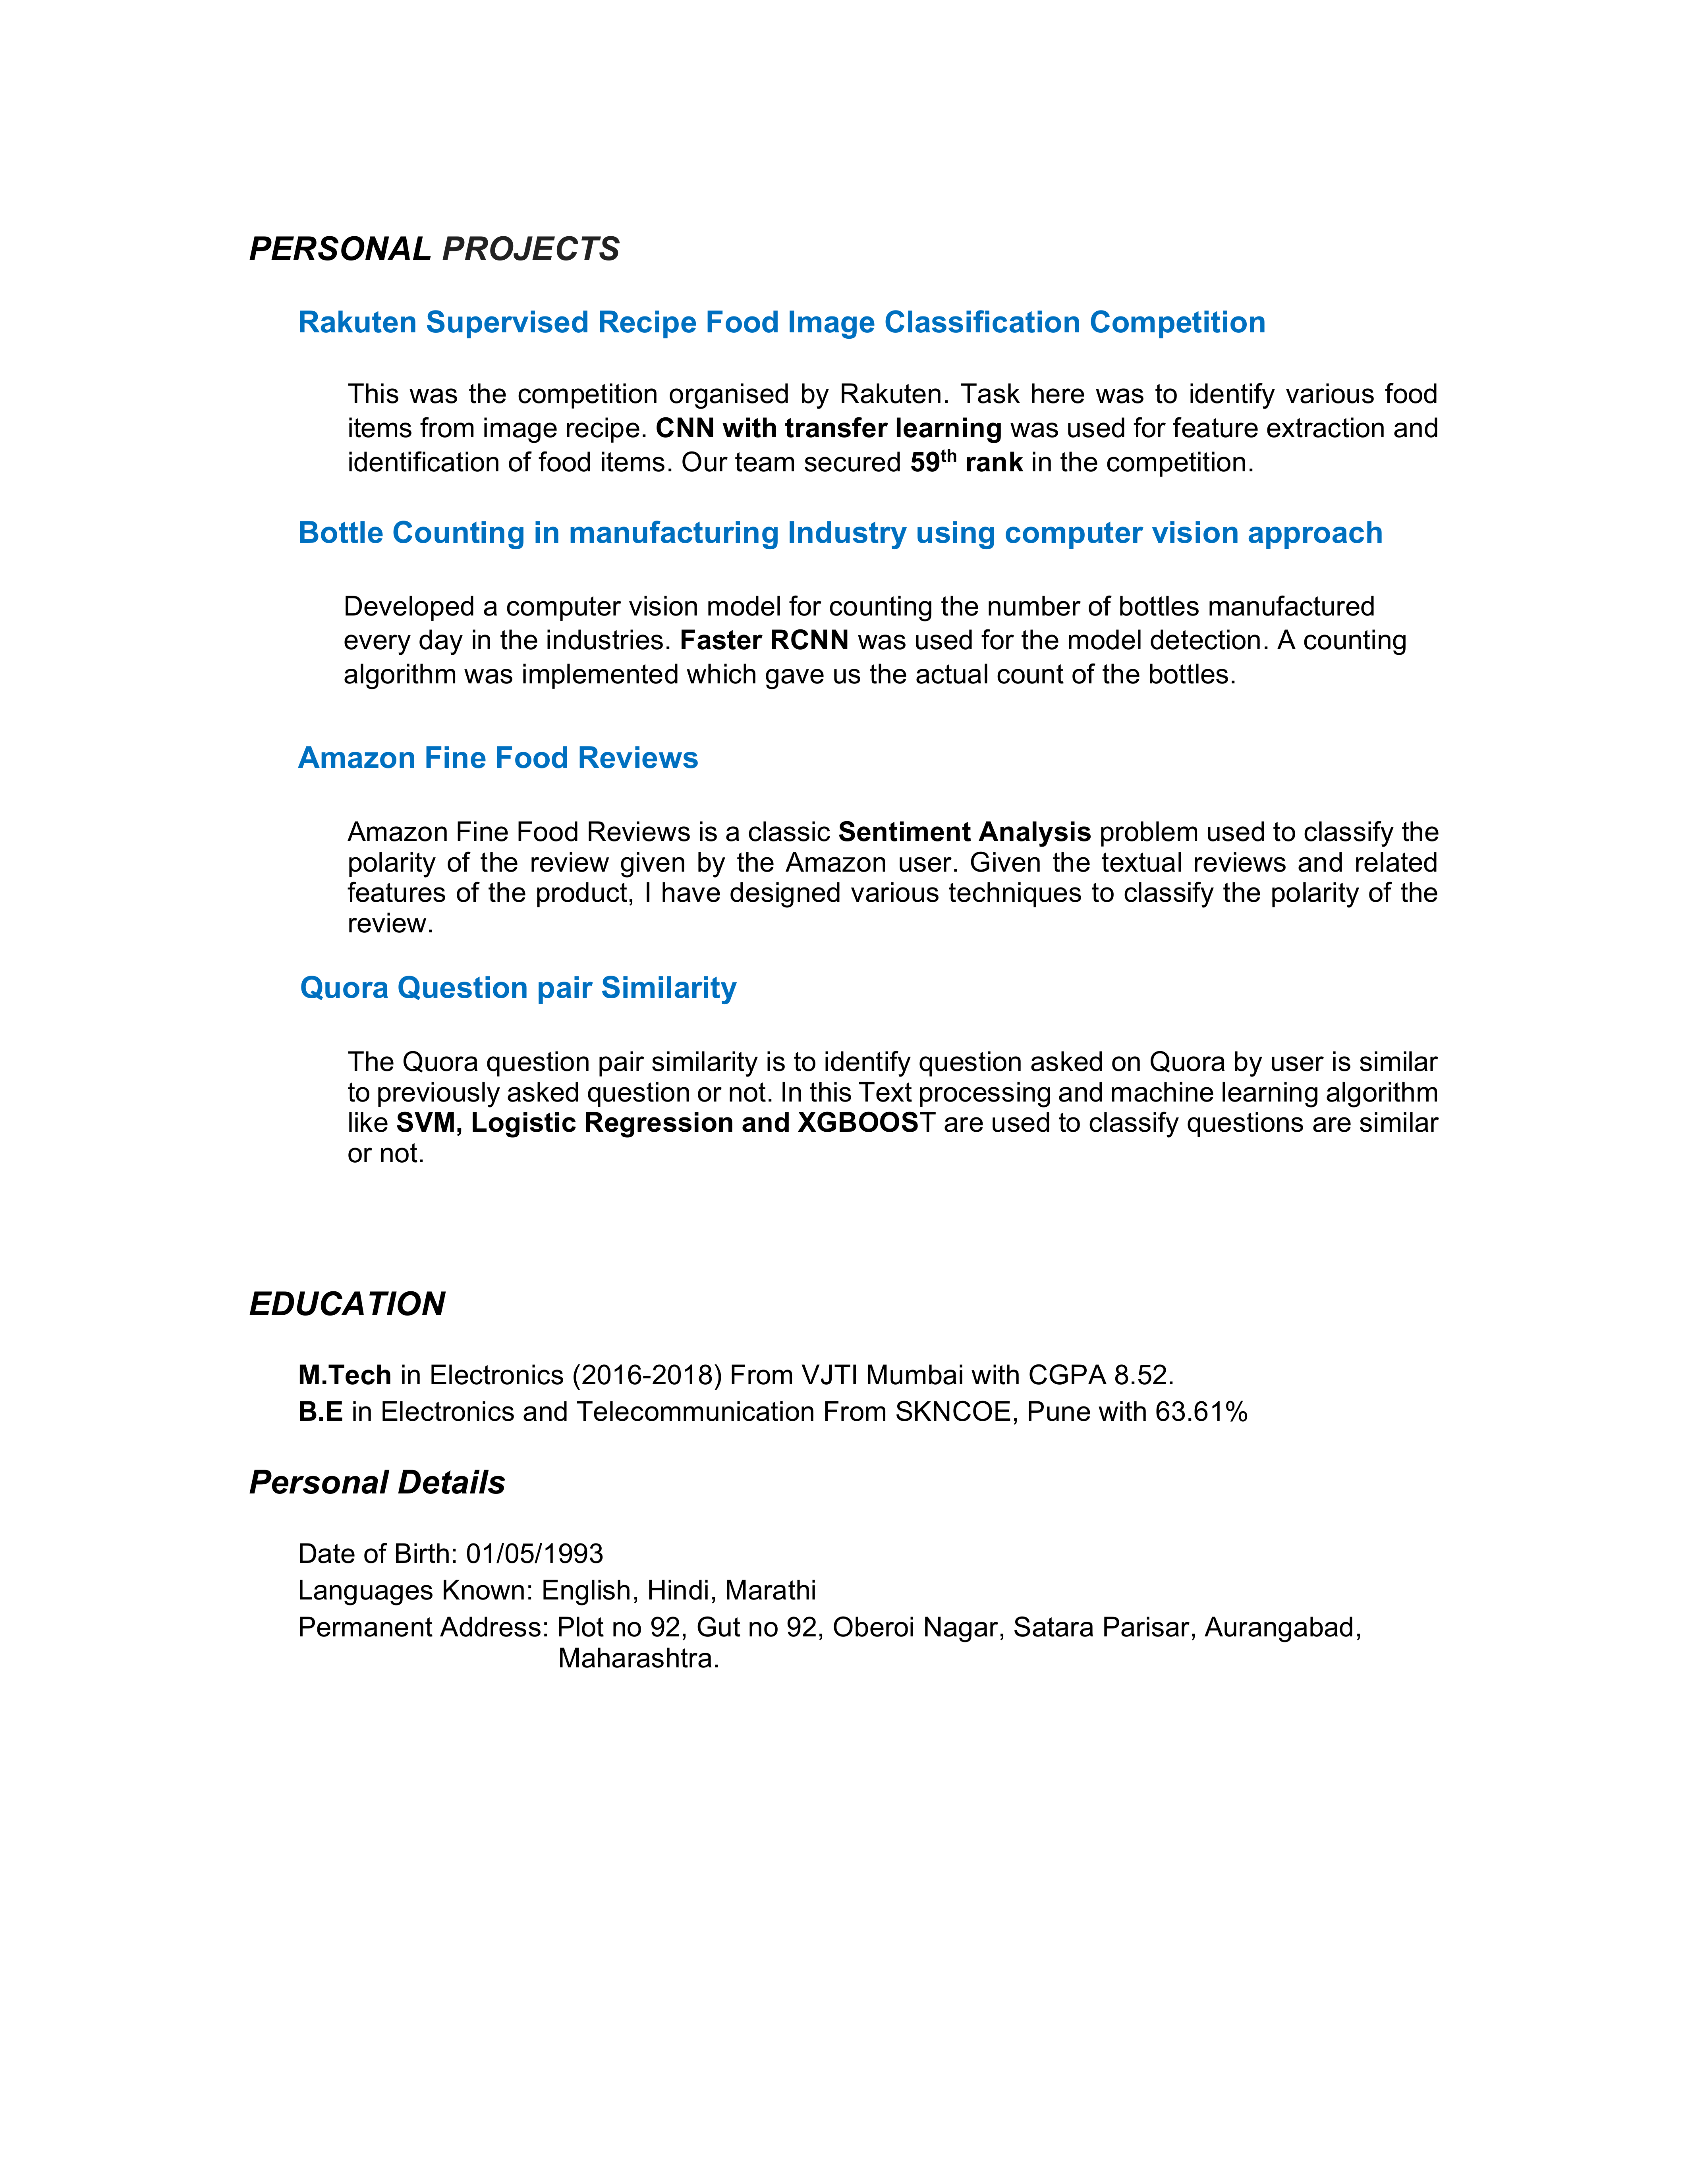 PERSONAL PROJECTS
Rakuten Supervised Recipe Food Image Classification Competition
This was the competition organised by Rakuten. Task here was to identify various food
items from image recipe. CNN with transfer learning was used for feature extraction and
identification of food items. Our team secured 59th rank in the competition.
Bottle Counting in manufacturing Industry using computer vision approach
Developed a computer vision model for counting the number of bottles manufactured
every day in the industries. Faster RCNN was used for the model detection. A counting
algorithm was implemented which gave us the actual count of the bottles.
Amazon Fine Food Reviews
Amazon Fine Food Reviews is a classic Sentiment Analysis problem used to classify the
polarity of the review given by the Amazon user. Given the textual reviews and related
features of the product, I have designed various techniques to classify the polarity of the
review.
Quora Question pair Similarity
The Quora question pair similarity is to identify question asked on Quora by user is similar
to previously asked question or not. In this Text processing and machine learning algorithm
like SVM, Logistic Regression and XGBOOST are used to classify questions are similar
or not.
EDUCATION
M.Tech in Electronics (2016-2018) From VJTI Mumbai with CGPA 8.52.
B.E in Electronics and Telecommunication From SKNCOE, Pune with 63.61%
Personal Details
Date of Birth: 01/05/1993
Languages Known: English, Hindi, Marathi
Permanent Address: Plot no 92, Gut no 92, Oberoi Nagar, Satara Parisar, Aurangabad,
Maharashtra.